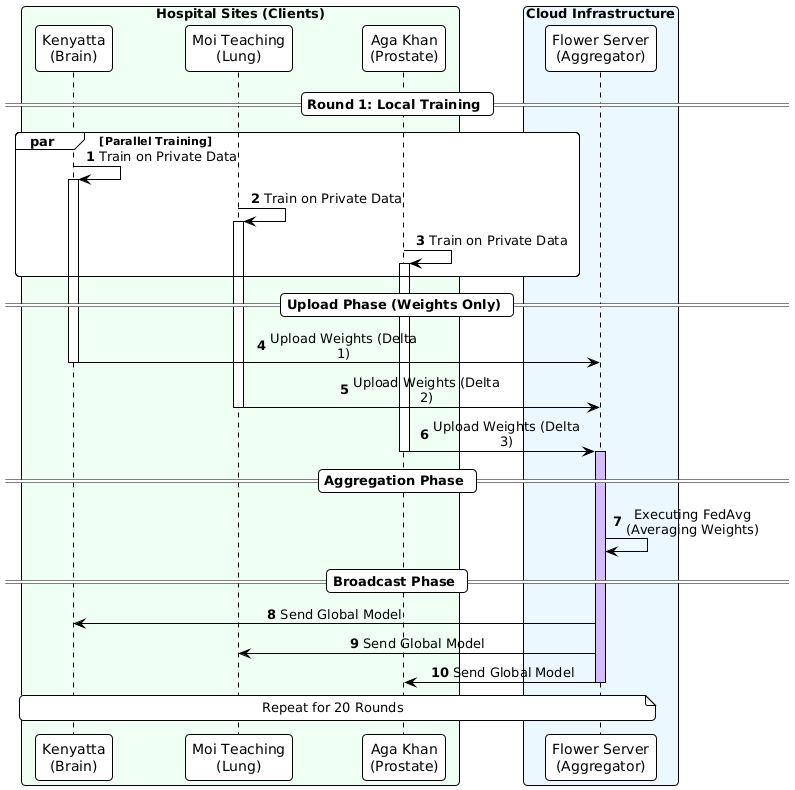 Hospital Sites (Clients)
Cloud Infrastructure
Kenyatta
(Brain)
Moi Teaching
(Lung)
Aga Khan
(Prostate)
Flower Server
(Aggregator)
Round 1: Local Training
par
[Parallel Training]
1 Train on Private Data
2 Train on Private Data
3 Train on Private Data
Upload Phase (Weights Only)
4 Upload Weights (Delta
1)
5 Upload Weights (Delta
2)
6 Upload Weights (Delta
3)
Aggregation Phase
7 Executing FedAvg
(Averaging Weights)
Broadcast Phase
8 Send Global Model
9 Send Global Model
10 Send Global Model
Repeat for 20 Rounds
Kenyatta
(Brain)
Moi Teaching
(Lung)
Aga Khan
(Prostate)
Flower Server
(Aggregator)